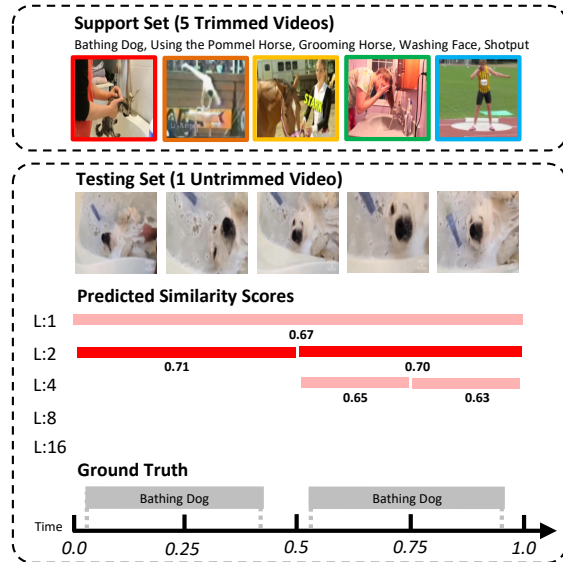 Support Set (5 Trimmed Videos)
Bathing Dog, Using the Pommel Horse, Grooming Horse, Washing Face, Shotput
STARK
Testing Set (1 Untrimmed Video)
Predicted Similarity Scores
L:1
0.67
L:2
0.71 0.70
L:4
0.65 0.63
L:8
L:16
Ground Truth
Bathing Dog Bathing Dog
Time
0.0 0.25 0.5 0.75 1.0